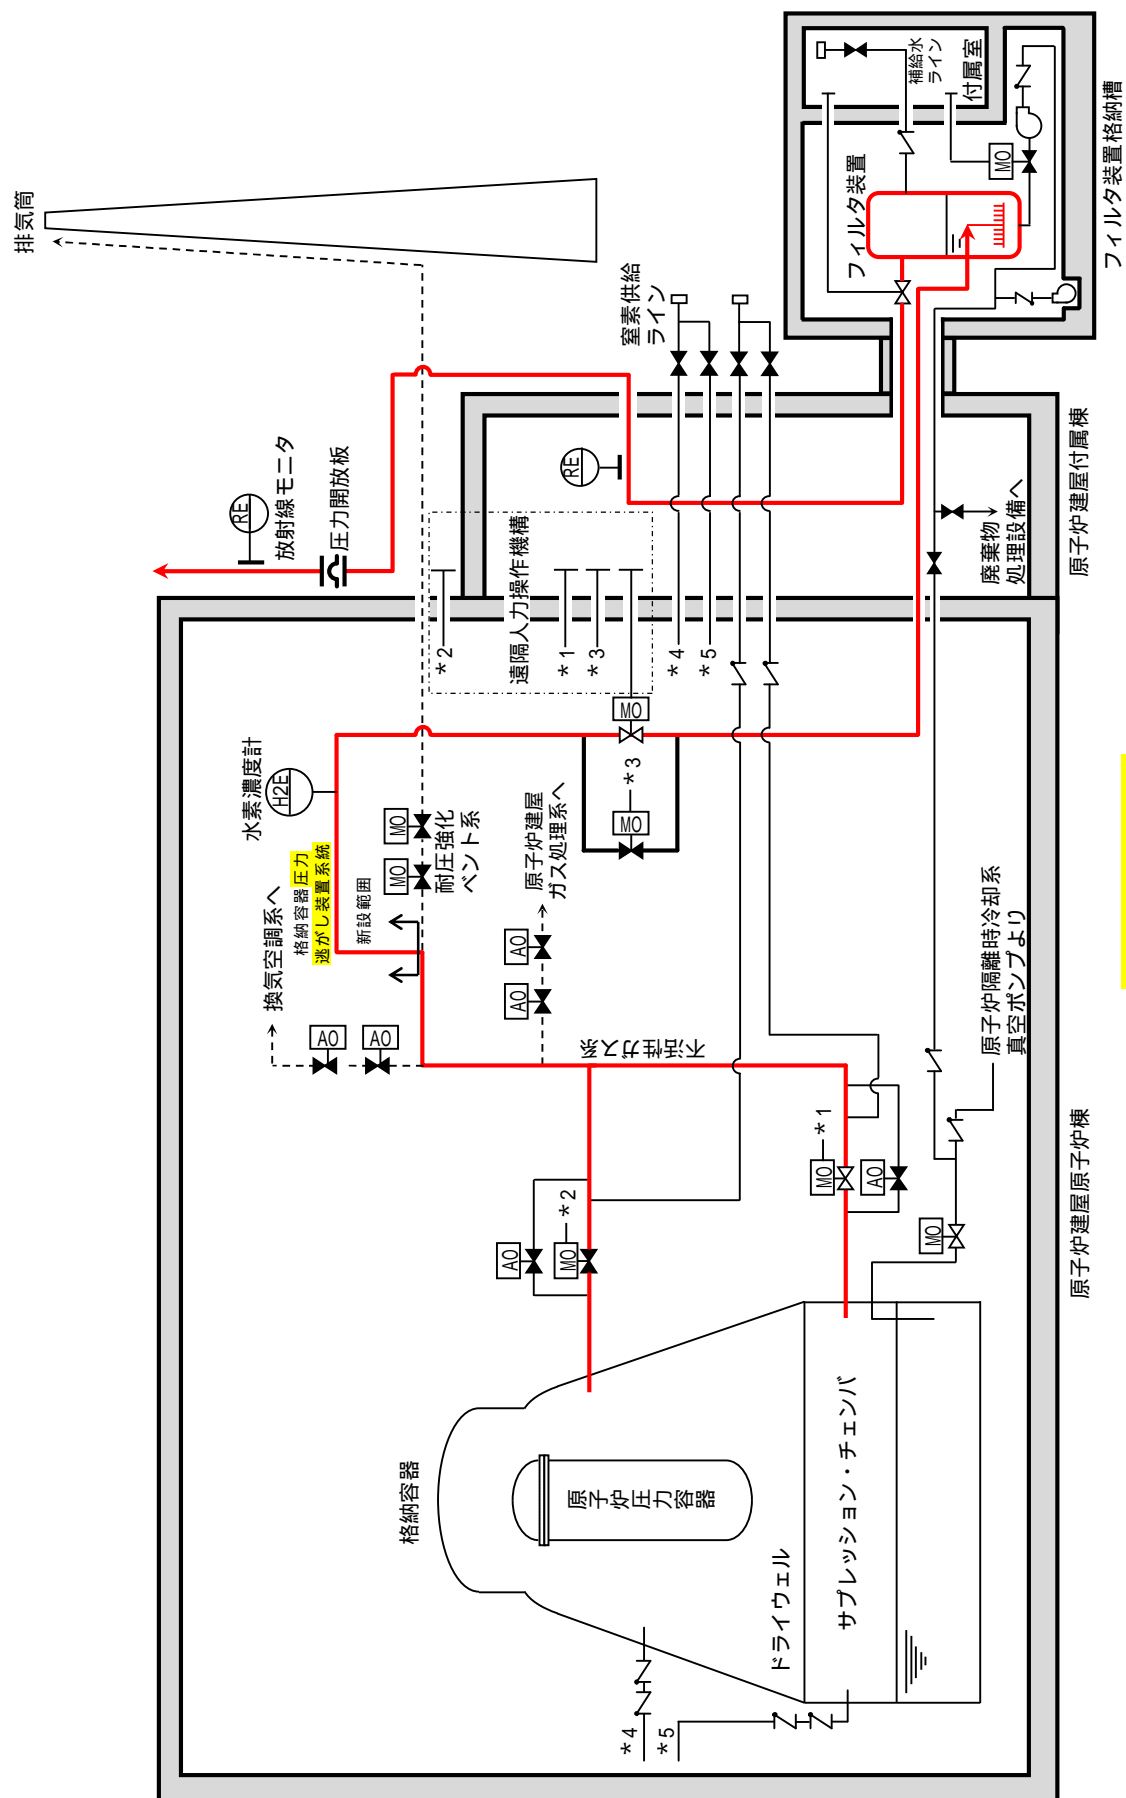 排気筒
フィルタ装置格納槽
補給水
ライン
付属室
MO
フィルタ装置
窒素供給
ライン
原子炉建屋付属棟
廃棄物
処理設備へ
RE
放射線モニタ
圧力開放板
RE
遠隔人力操作機構
*2
*1
*3
*4
*5
MO
水素濃度計
H2E
*3
MO
MO
MO
耐圧強化
ベント系
原子炉建屋
ガス処理系へ
換気空調系へ
格納容器圧力
逃がし装置系統
新設範囲
AO
AO
AO
AO
不活性ガス系
原子炉隔離時冷却系
真空ポンプより
*1
MO
AO
*2
MO
AO
MO
原子炉建屋原子炉棟
格納容器
原子炉圧力容器
ドライウェル
サプレッション・チェンバ
*4
*5